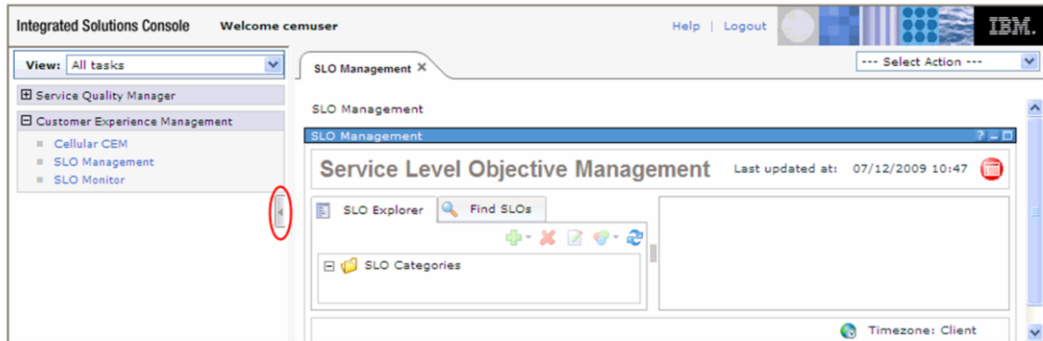 Integrated Solutions Console Welcome cemuser Help | Logout IBM.
View: All tasks
Service Quality Manager
Customer Experience Management
Cellular CEM
SLO Management
SLO Monitor
SLO Management
--- Select Action ---
SLO Management
SLO Management
Service Level Objective Management Last updated at: 07/12/2009 10:47
SLO Explorer Find SLOs
SLO Categories
Timezone: Client